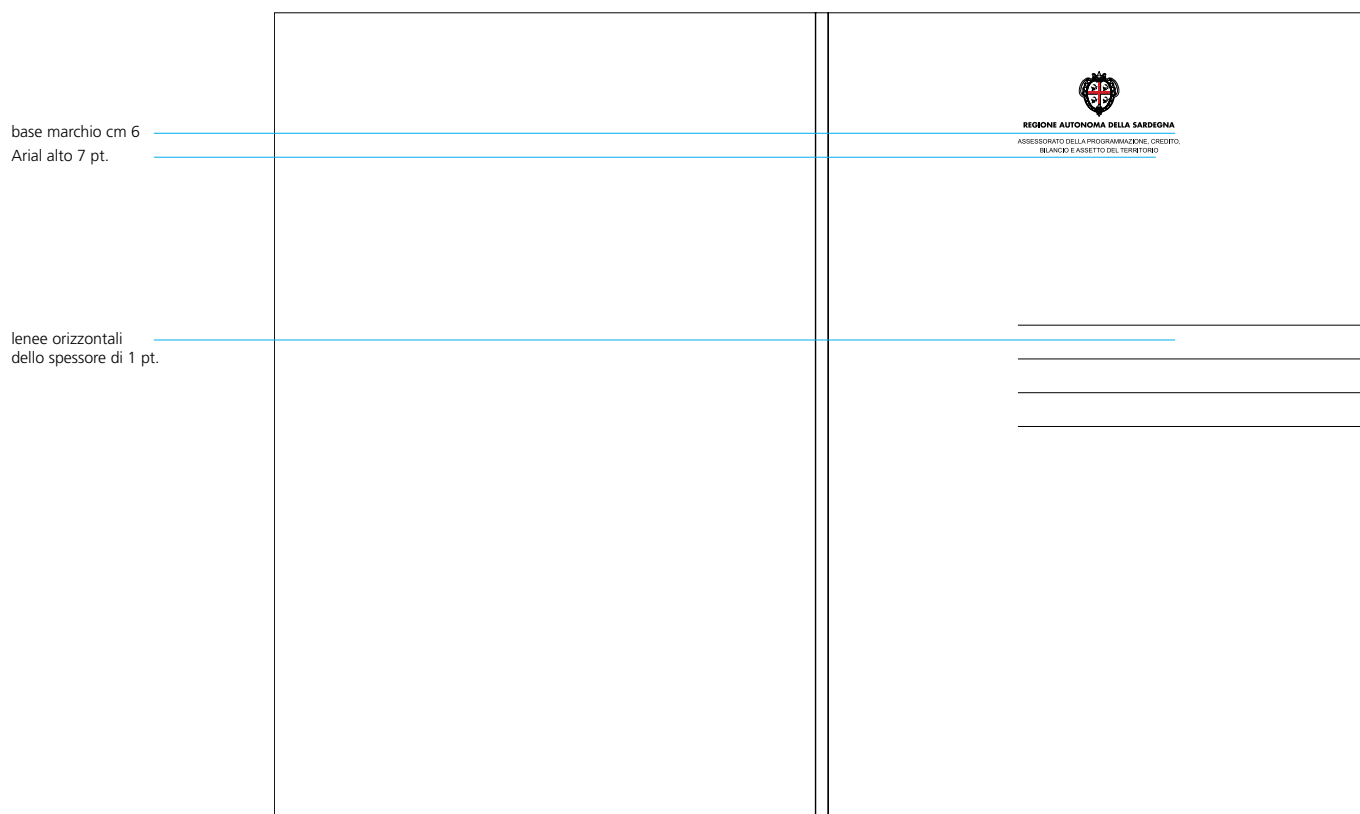 base marchio cm 6
Arial alto 7 pt.
lenee orizzontali
dello spessore di 1 pt.
REGIONE AUTONOMA DELLA SARDEGNA
ASSESSORATO DELLA PROGRAMMAZIONE, CREDITO,
BILANCIO E ASSETTO DEL TERRITORIO